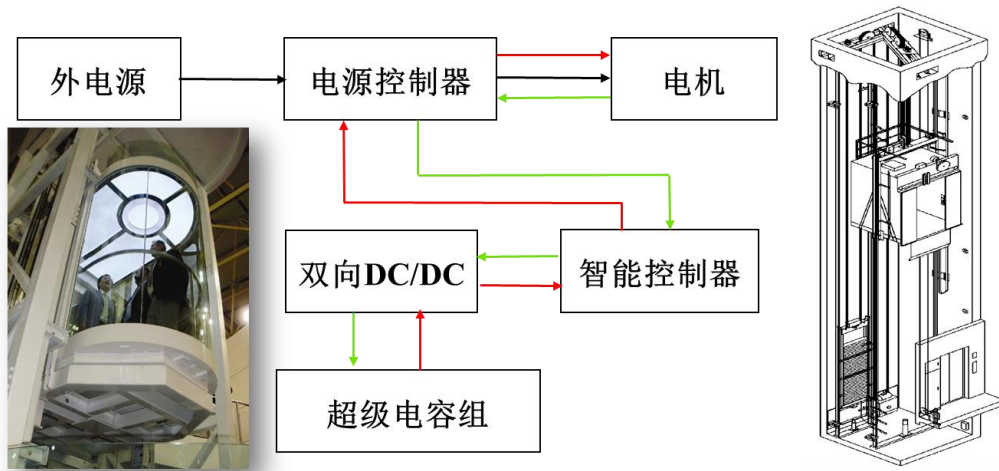 外电源
电源控制器
电机
双向DC/DC
智能控制器
超级电容组